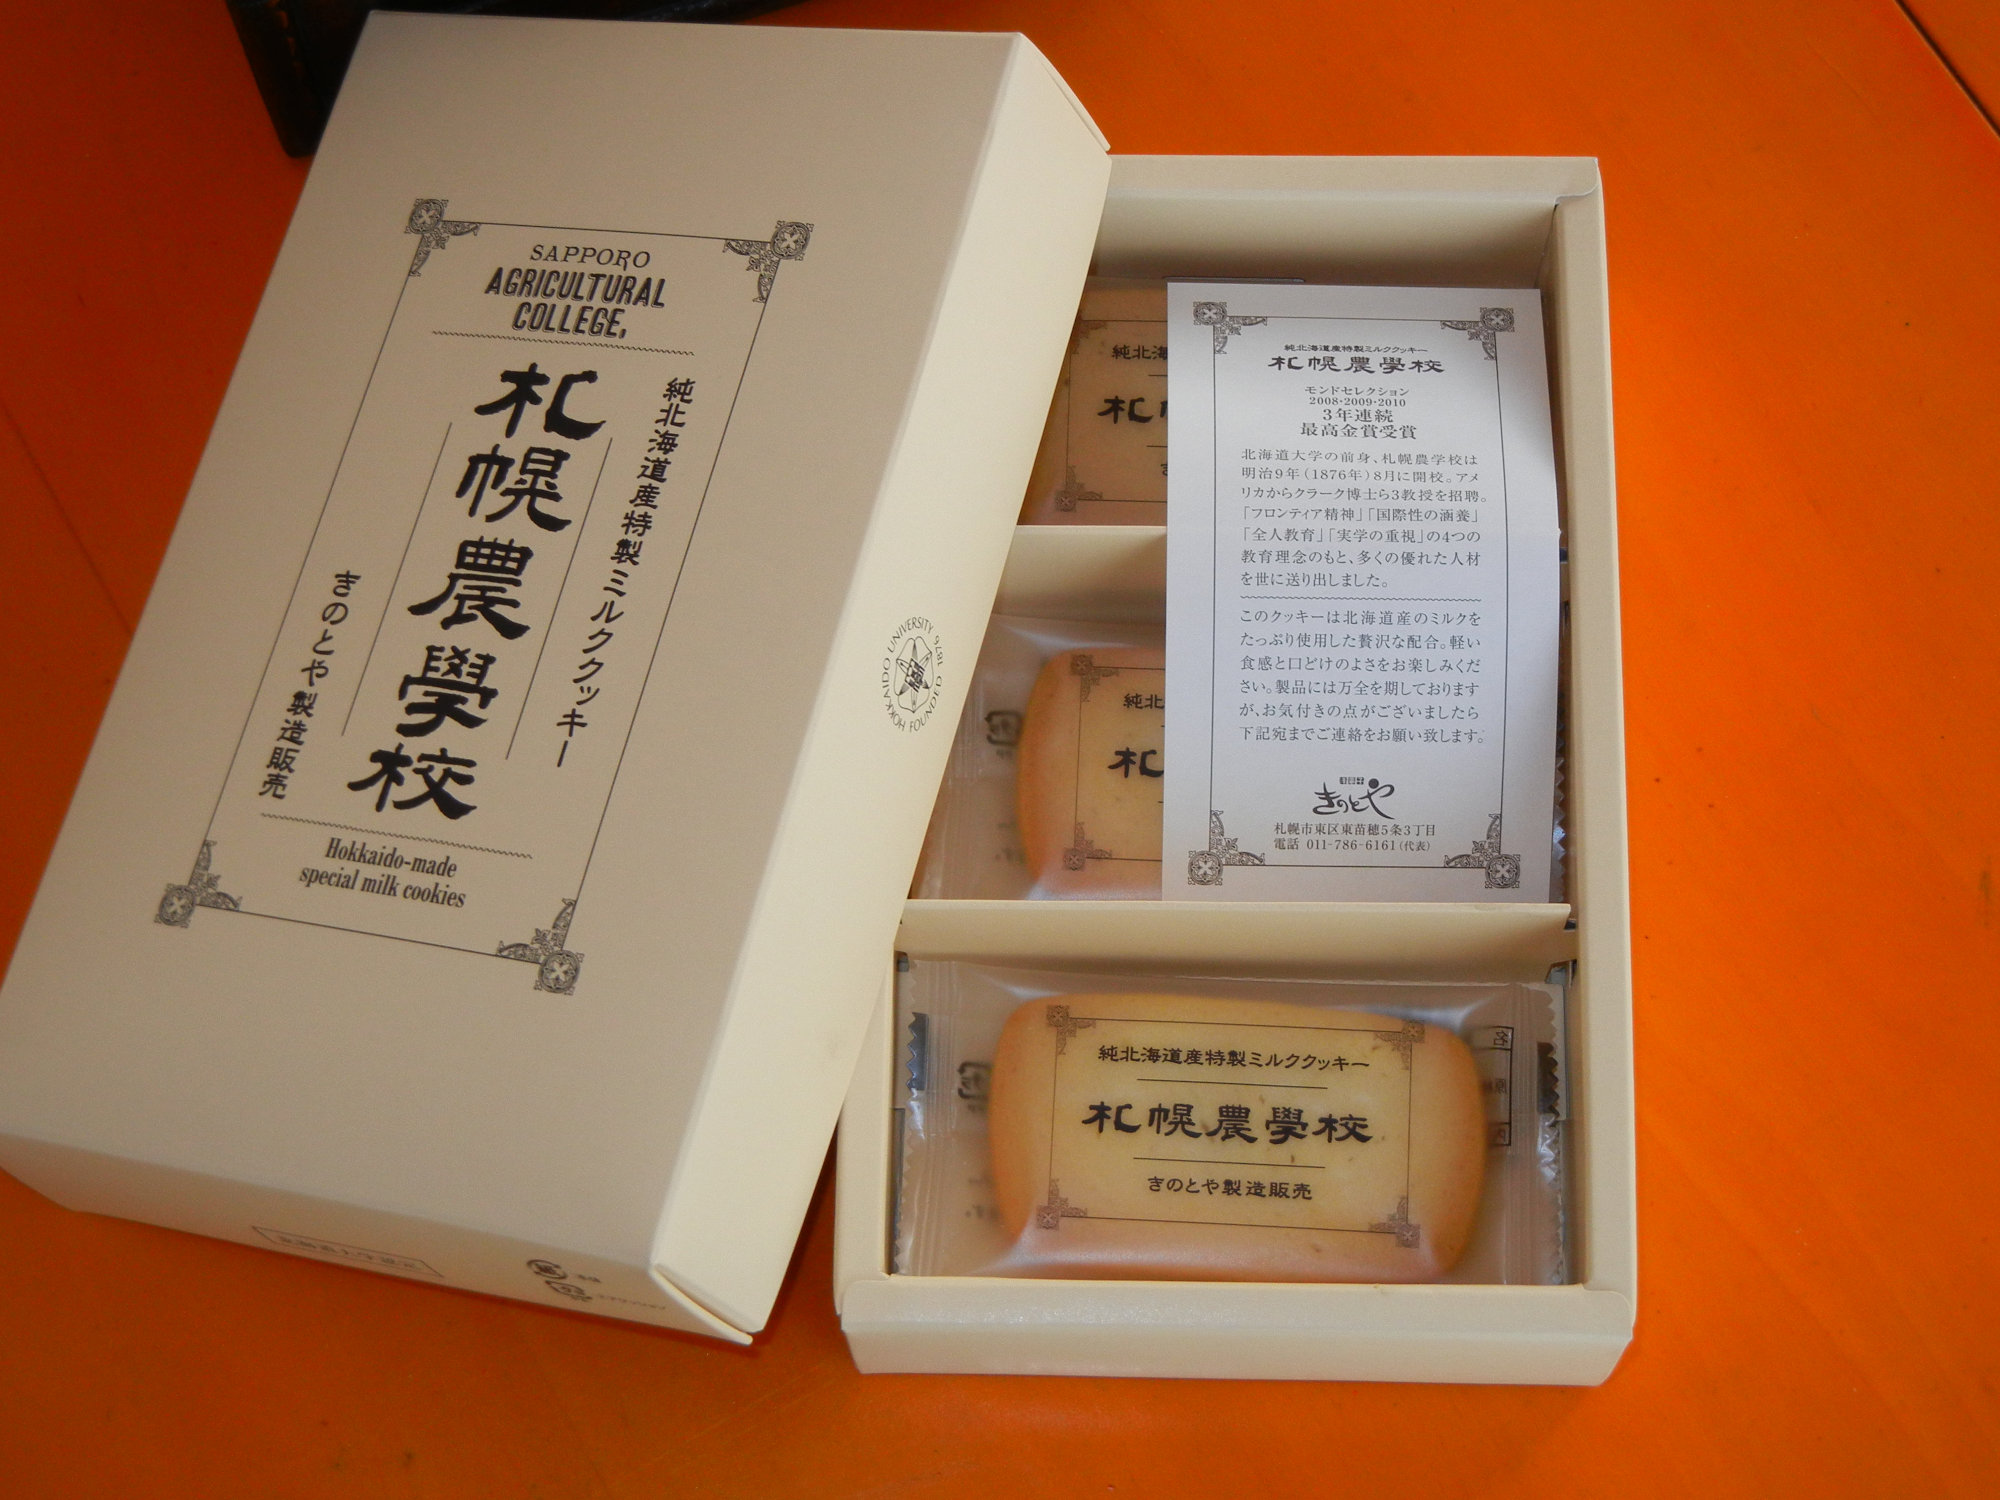 SAPPORO
AGRICULTURAL
COLLEGE,
純北海道産特製ミルククッキー
札幌農學校
きのとや製造販売
Hokkaido-made
special milk cookies
HOKKAIDO UNIVERSITY
FOUNDED 1876
北海道大学認定
純北海道産特製ミルククッキー
札幌農學校
モンドセレクション
2008・2009・2010
3年連続
最高金賞受賞
北海道大学の前身、札幌農学校は
明治9年(1876年)8月に開校。アメ
リカからクラーク博士ら3教授を招聘。
「フロンティア精神」「国際性の涵養」
「全人教育」「実学の重視」の4つの
教育理念のもと、多くの優れた人材
を世に送り出しました。
このクッキーは北海道産のミルクを
たっぷり使用した贅沢な配合。軽い
食感と口どけのよさをお楽しみくだ
さい。製品には万全を期しております
が、お気付きの点がございましたら
下記宛までご連絡をお願い致します。
きのとや
札幌市東区東苗穂5条3丁目
電話 011-786-6161(代表)
純北海
札
純北
札
純北海道産特製ミルククッキー
札幌農學校
きのとや製造販売